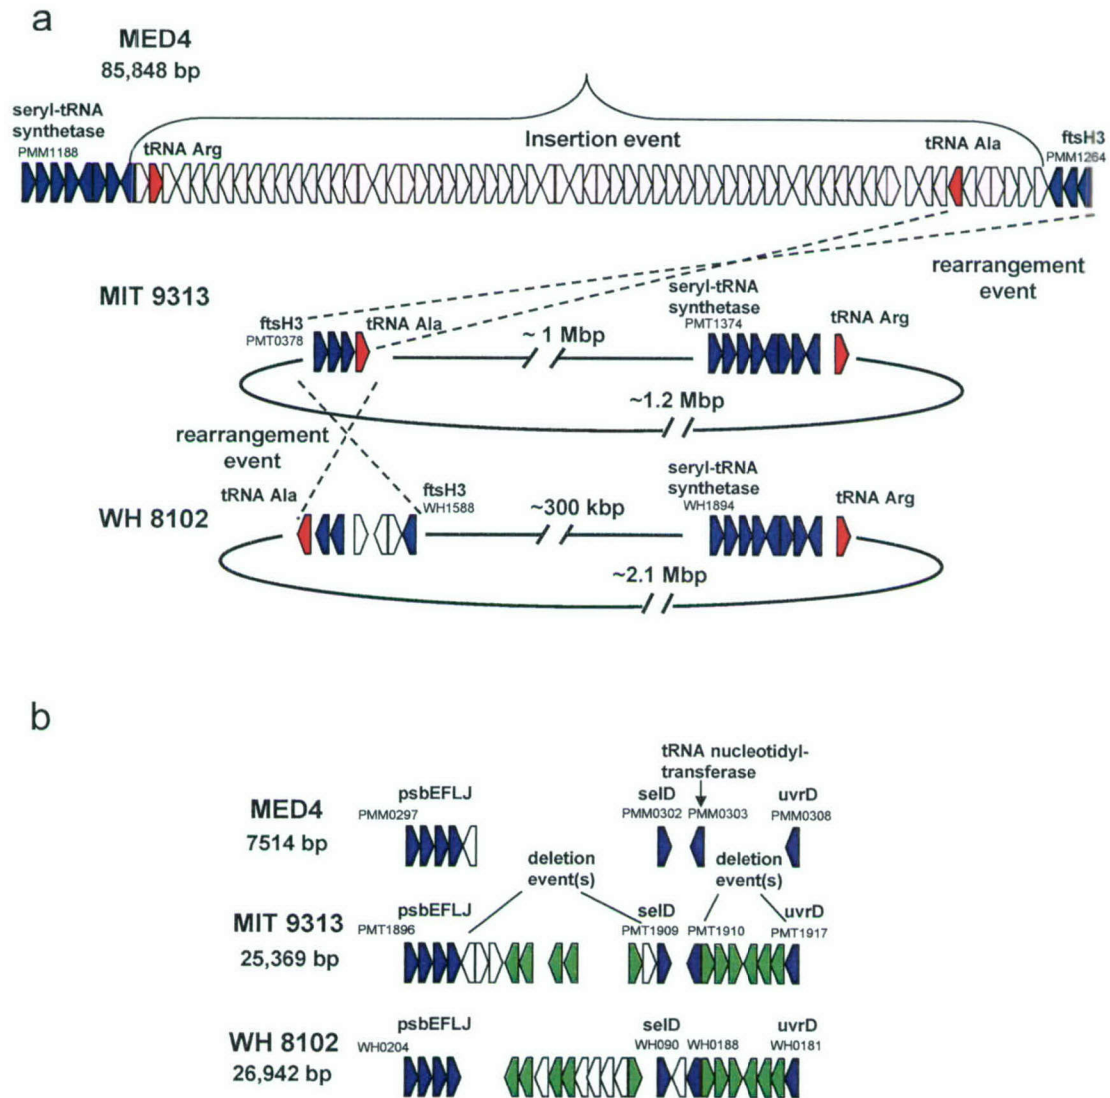 a
MED4
85,848 bp
seryl-tRNA
synthetase
PMM1188
tRNA Arg
Insertion event
tRNA Ala
ftsH3
PMM1264
rearrangement
event
MIT 9313
ftsH3
PMT0378
tRNA Ala
~ 1 Mbp
seryl-tRNA
synthetase
PMT1374
tRNA Arg
~1.2 Mbp
rearrangement
event
WH 8102
tRNA Ala
ftsH3
WH1588
~300 kbp
seryl-tRNA
synthetase
WH1894
tRNA Arg
~2.1 Mbp
b
tRNA nucleotidyl-
transferase
MED4
7514 bp
psbEFLJ
PMM0297
selD
PMM0302
PMM0303
uvrD
PMM0308
deletion
event(s)
deletion
event(s)
MIT 9313
25,369 bp
psbEFLJ
PMT1896
selD
PMT1909
PMT1910
uvrD
PMT1917
WH 8102
26,942 bp
psbEFLJ
WH0204
selD
WH090
WH0188
uvrD
WH0181